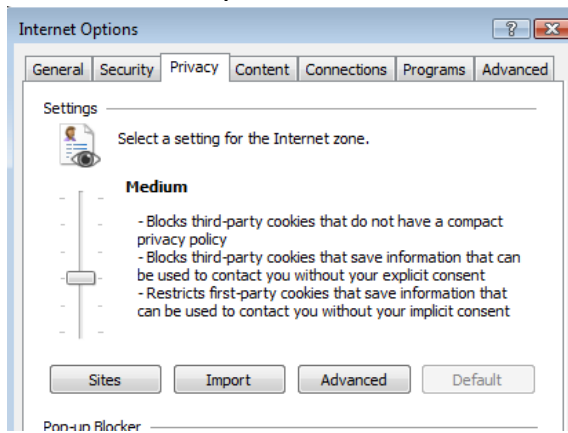 Internet Options
General Security Privacy Content Connections Programs Advanced
Settings
Select a setting for the Internet zone.
Medium
- Blocks third-party cookies that do not have a compact
privacy policy
- Blocks third-party cookies that save information that can
be used to contact you without your explicit consent
- Restricts first-party cookies that save information that
can be used to contact you without your implicit consent
Sites Import Advanced Default
Pop-up Blocker